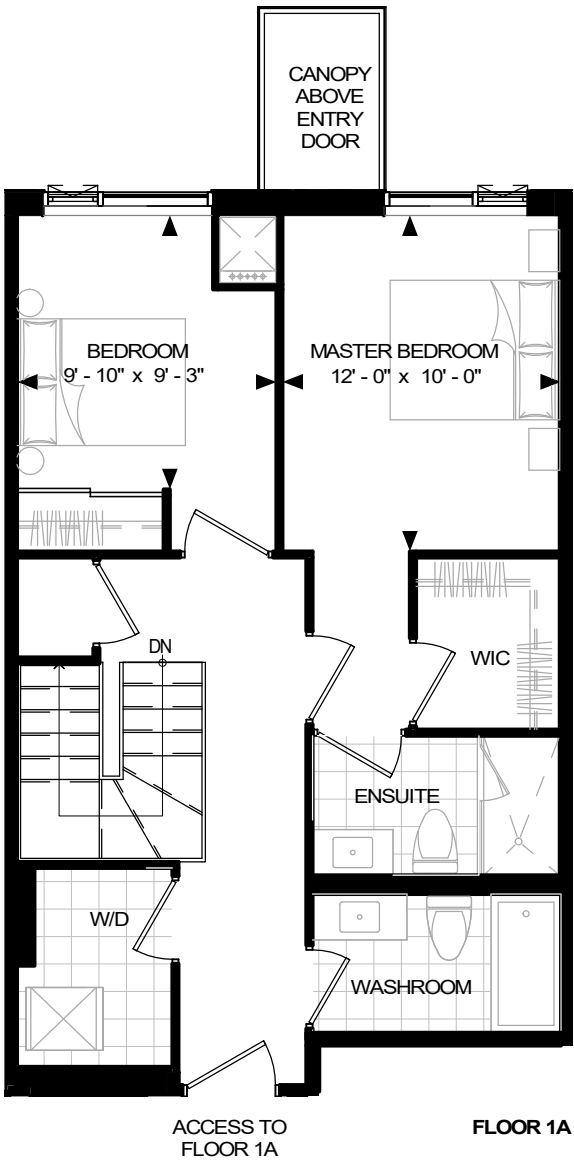 CANOPY
ABOVE
ENTRY
DOOR
BEDROOM
9' - 10" x 9' - 3"
MASTER BEDROOM
12' - 0" x 10' - 0"
DN
WIC
ENSUITE
W/D
WASHROOM
ACCESS TO
FLOOR 1A
FLOOR 1A